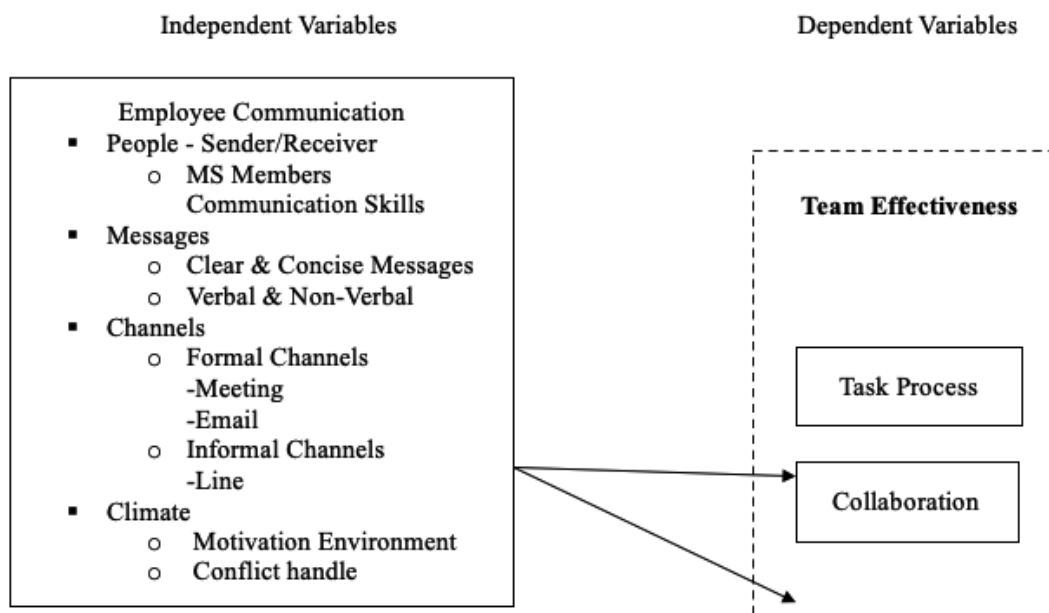 Independent Variables
Dependent Variables
Employee Communication
▪ People - Sender/Receiver
o MS Members
Communication Skills
▪ Messages
o Clear & Concise Messages
o Verbal & Non-Verbal
▪ Channels
o Formal Channels
-Meeting
-Email
o Informal Channels
-Line
▪ Climate
o Motivation Environment
o Conflict handle
Team Effectiveness
Task Process
Collaboration